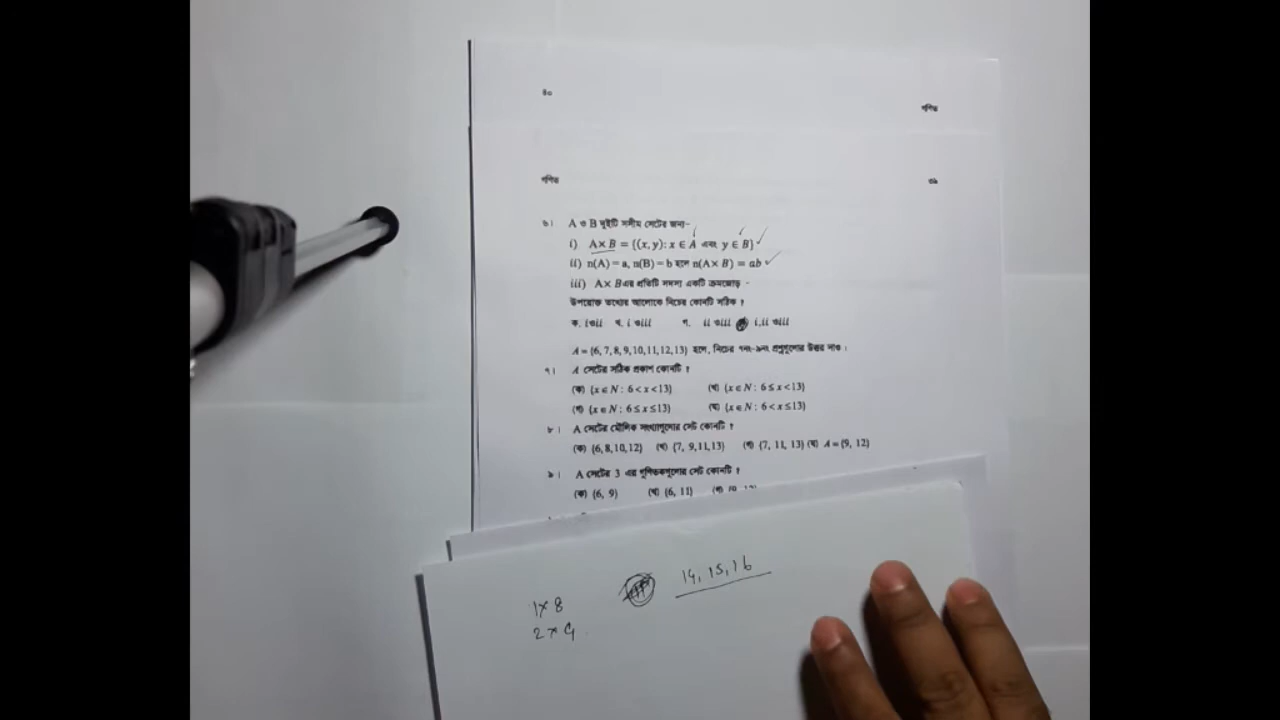 ৪০
গণিত
গণিত
৩৯
৬। A ও B দুইটি সসীম সেটের জন্য-
i) A×B = {(x, y): x ∈ A এবং y ∈ B}
ii) n(A) = a, n(B) = b হলে n(A × B) = ab
iii) A×B এর প্রতিটি সদস্য একটি ক্রমজোড় -
উপরোক্ত তথ্যের আলোকে নিচের কোনটি সঠিক ?
ক. i ও ii খ. i ও iii গ. ii ও iii i, ii ও iii
A = {6, 7, 8, 9, 10, 11, 12, 13} হলে, নিচের ৭নং-৯নং প্রশ্নগুলোর উত্তর দাও।
৭। A সেটের সঠিক প্রকাশ কোনটি ?
(ক) {x ∈ N : 6 < x < 13} (খ) {x ∈ N : 6 ≤ x < 13}
(গ) {x ∈ N : 6 ≤ x ≤ 13} (ঘ) {x ∈ N : 6 < x ≤ 13}
৮। A সেটের মৌলিক সংখ্যাগুলোর সেট কোনটি ?
(ক) {6, 8, 10, 12} (খ) {7, 9, 11, 13} (গ) {7, 11, 13} (ঘ) A = {9, 12}
৯। A সেটের 3 এর গুণিতকগুলোর সেট কোনটি ?
(ক) {6, 9} (খ) {6, 11} (গ)
14, 15, 16
1×8
2×4